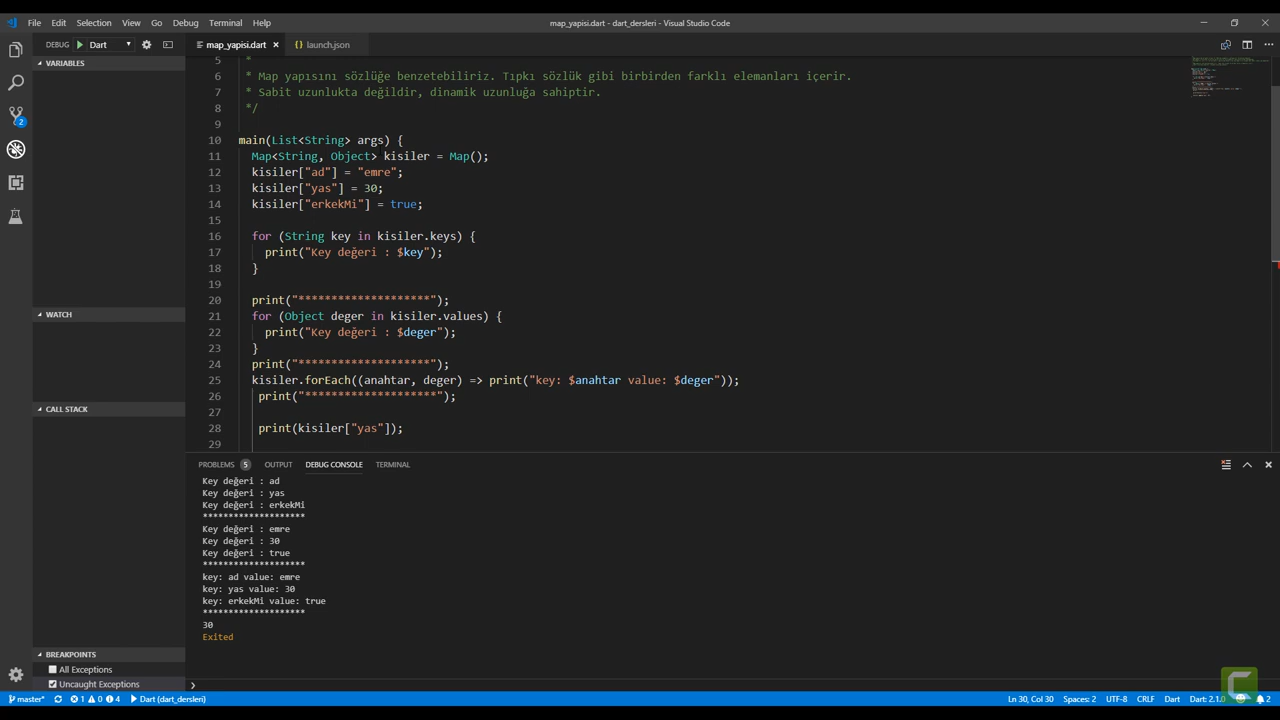 File Edit Selection View Go Debug Terminal Help
map_yapisi.dart - dart_dersleri - Visual Studio Code
DEBUG Dart
map_yapisi.dart
launch.json
VARIABLES
WATCH
CALL STACK
BREAKPOINTS
All Exceptions
Uncaught Exceptions
5 *
6 * Map yapısını sözlüğe benzetebiliriz. Tıpkı sözlük gibi birbirden farklı elemanları içerir.
7 * Sabit uzunlukta değildir, dinamik uzunluğa sahiptir.
8 */
9
10 main(List<String> args) {
11 Map<String, Object> kisiler = Map();
12 kisiler["ad"] = "emre";
13 kisiler["yas"] = 30;
14 kisiler["erkekMi"] = true;
15
16 for (String key in kisiler.keys) {
17 print("Key değeri : $key");
18 }
19
20 print("********************");
21 for (Object deger in kisiler.values) {
22 print("Key değeri : $deger");
23 }
24 print("********************");
25 kisiler.forEach((anahtar, deger) => print("key: $anahtar value: $deger"));
26 print("********************");
27
28 print(kisiler["yas"]);
29
PROBLEMS 5 OUTPUT DEBUG CONSOLE TERMINAL
Key değeri : ad
Key değeri : yas
Key değeri : erkekMi
********************
Key değeri : emre
Key değeri : 30
Key değeri : true
********************
key: ad value: emre
key: yas value: 30
key: erkekMi value: true
********************
30
Exited
2
master* 1 0 4 Dart (dart_dersleri)
Ln 30, Col 30 Spaces: 2 UTF-8 CRLF Dart Dart: 2.1.0 2